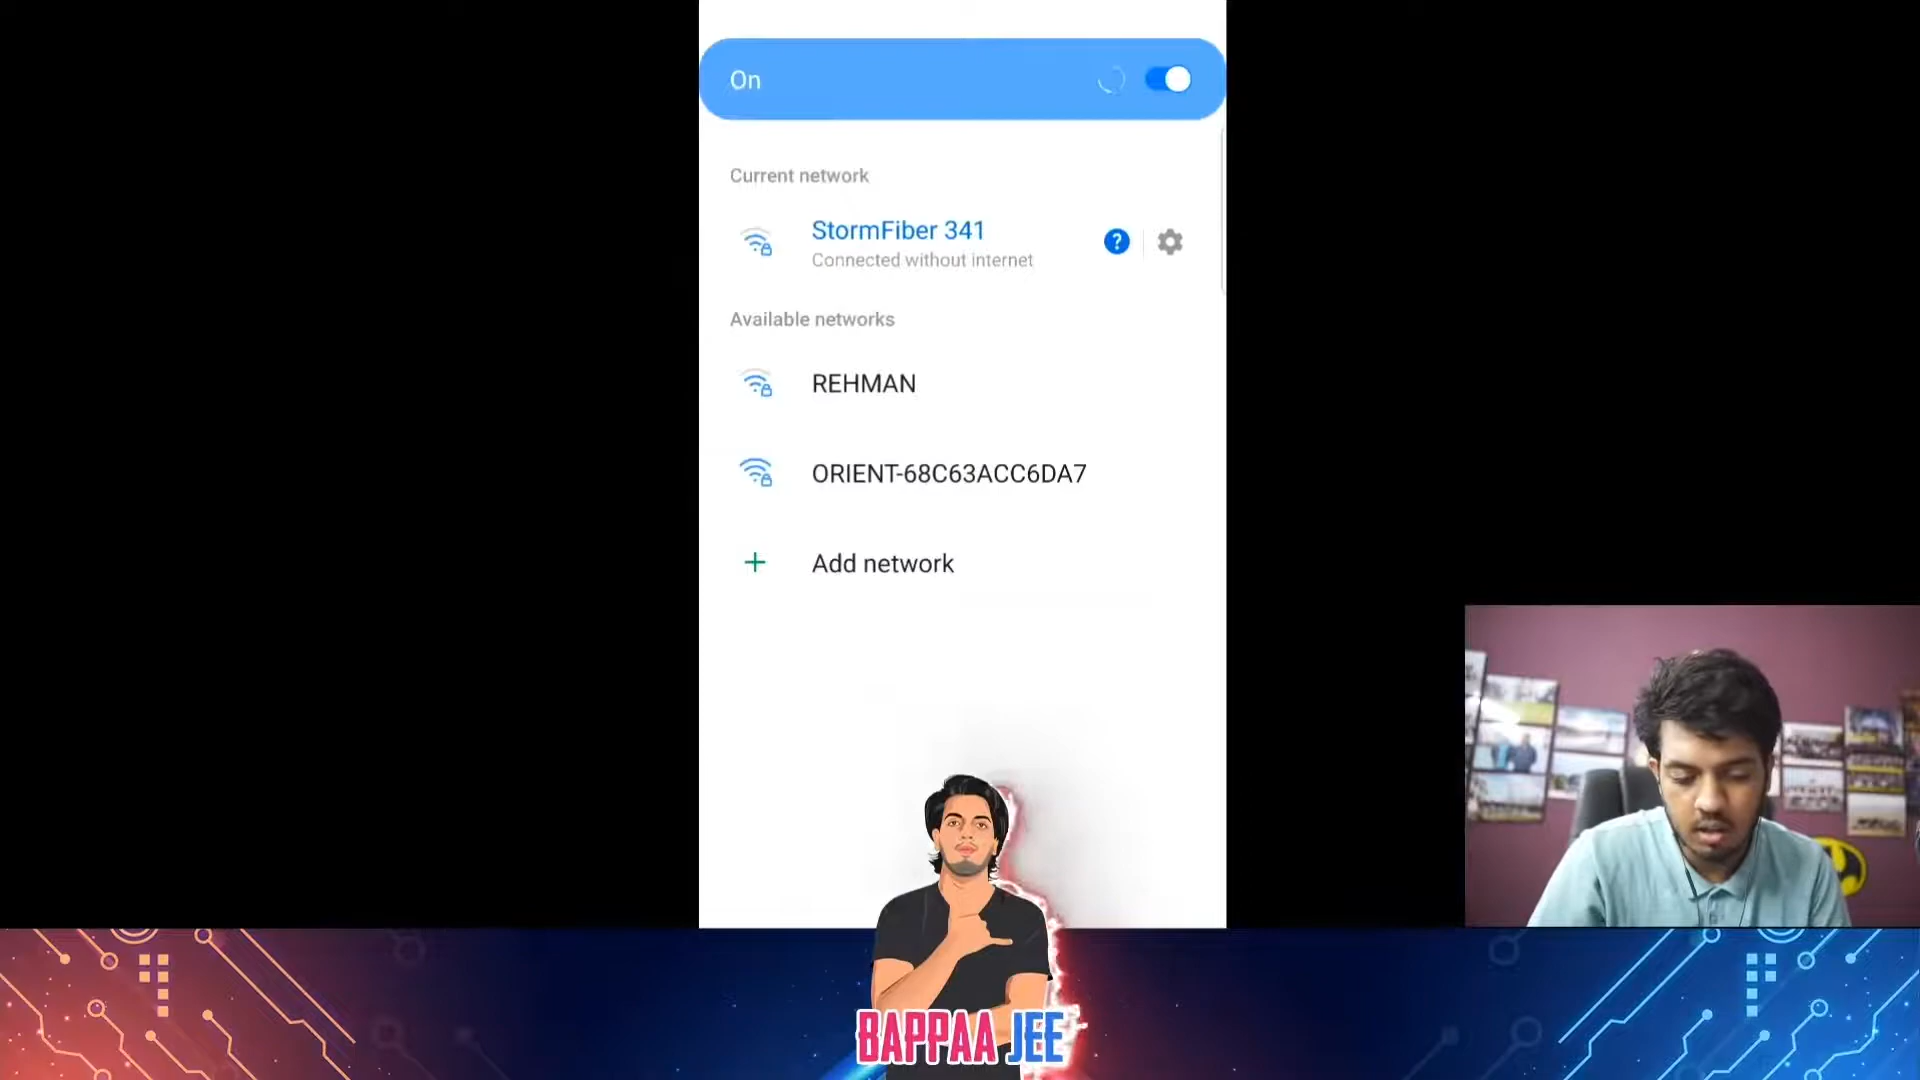 On
Current network
StormFiber 341
Connected without internet
?
Available networks
REHMAN
ORIENT-68C63ACC6DA7
+ Add network
BAPPAA JEE